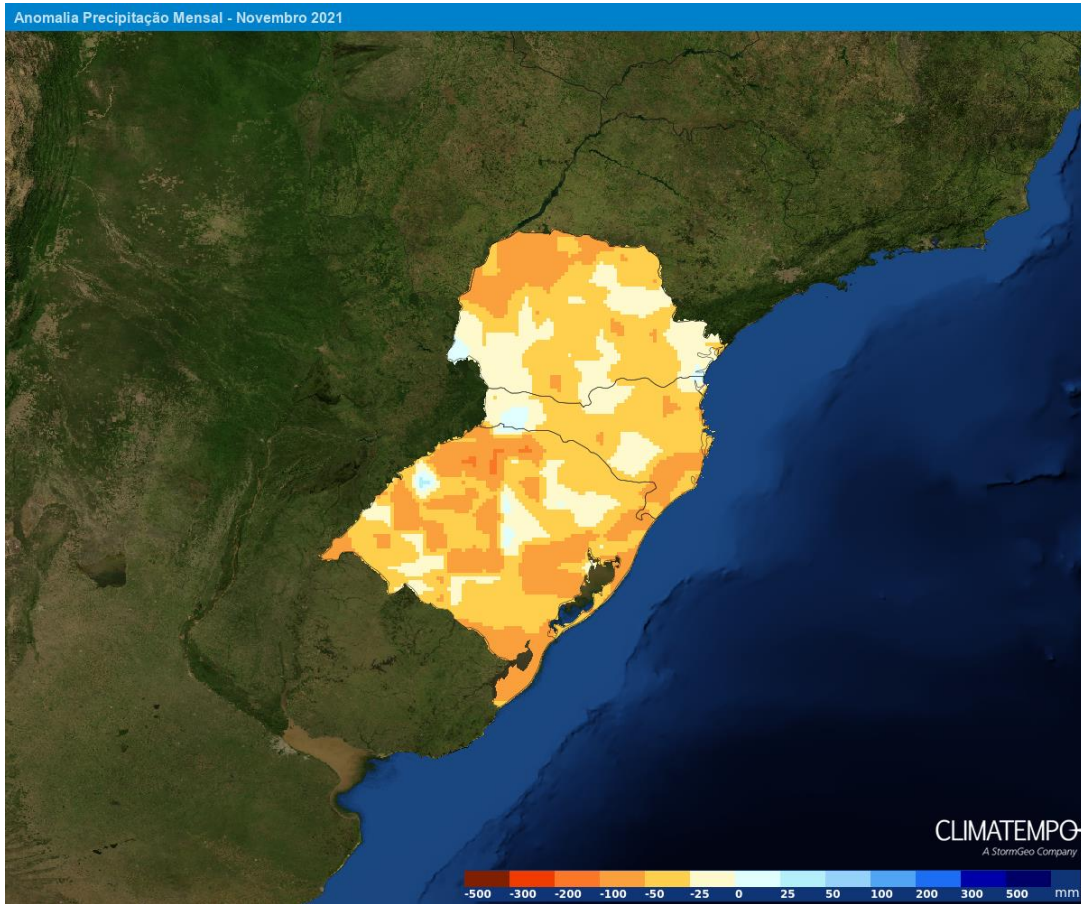 Anomalia Precipitação Mensal - Novembro 2021
CLIMATEMPO
A StormGeo Company
-500 -300 -200 -100 -50 -25 0 25 50 100 200 300 500 mm